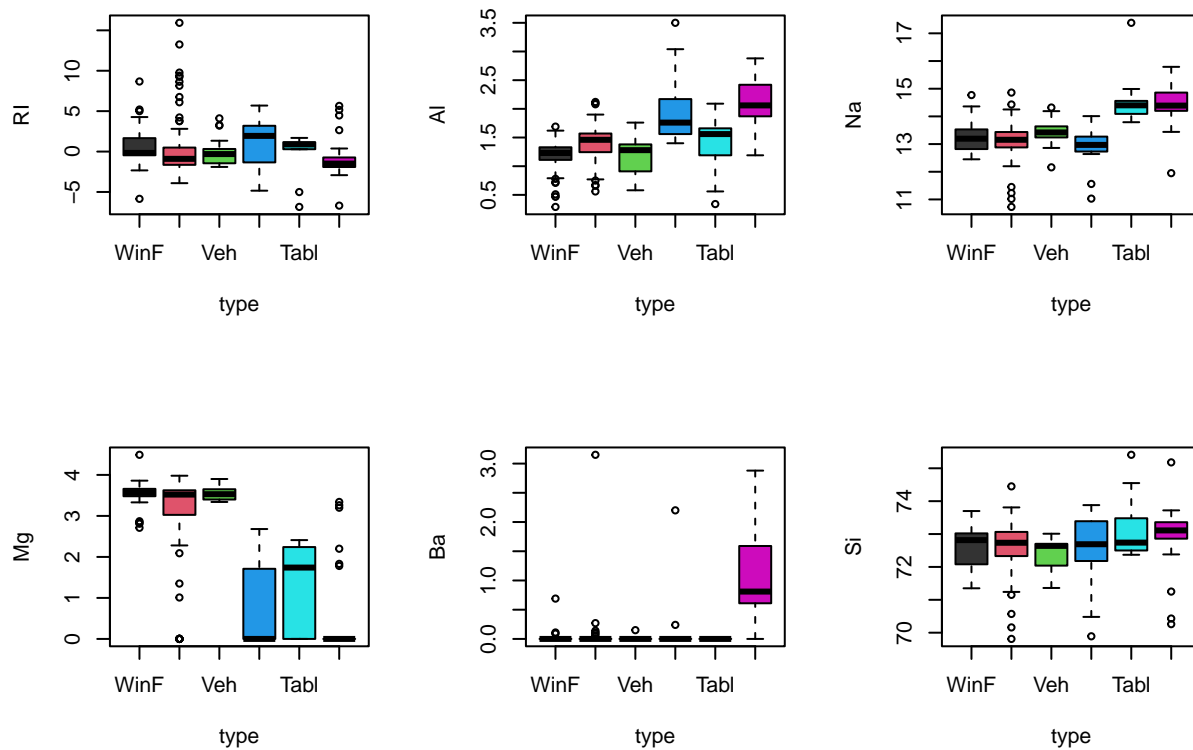 RI
10
5
0
−5
WinF Veh Tabl
type
Al
3.5
2.5
1.5
0.5
WinF Veh Tabl
type
Na
17
15
13
11
WinF Veh Tabl
type
Mg
4
3
2
1
0
WinF Veh Tabl
type
Ba
3.0
2.0
1.0
0.0
WinF Veh Tabl
type
Si
74
72
70
WinF Veh Tabl
type